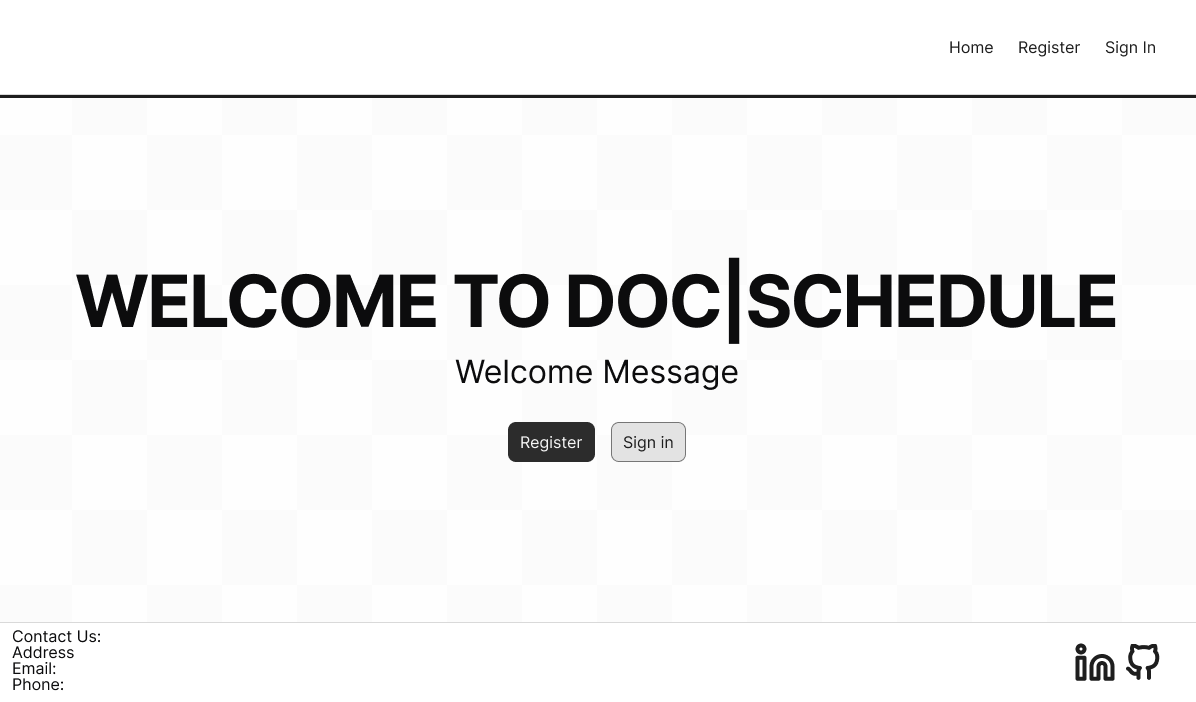 Home Register Sign In
WELCOME TO DOC|SCHEDULE
Welcome Message
Register Sign in
Contact Us:
Address
Email:
Phone: